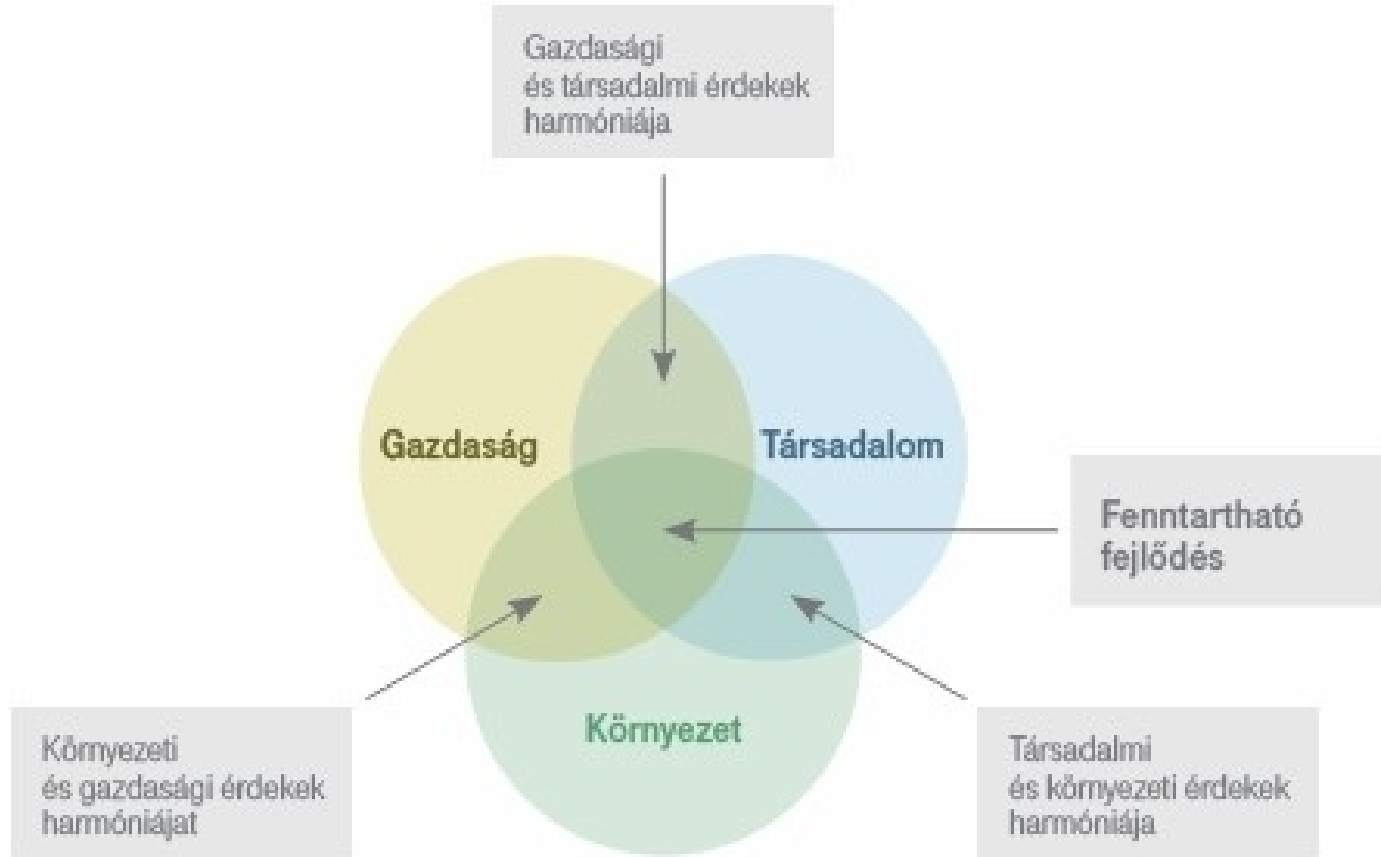 Gazdasági
és társadalmi érdekek
harmóniája
Gazdaság
Társadalom
Fenntartható
fejlődés
Környezet
Környezeti
és gazdasági érdekek
harmóniáját
Társadalmi
és környezeti érdekek
harmóniája